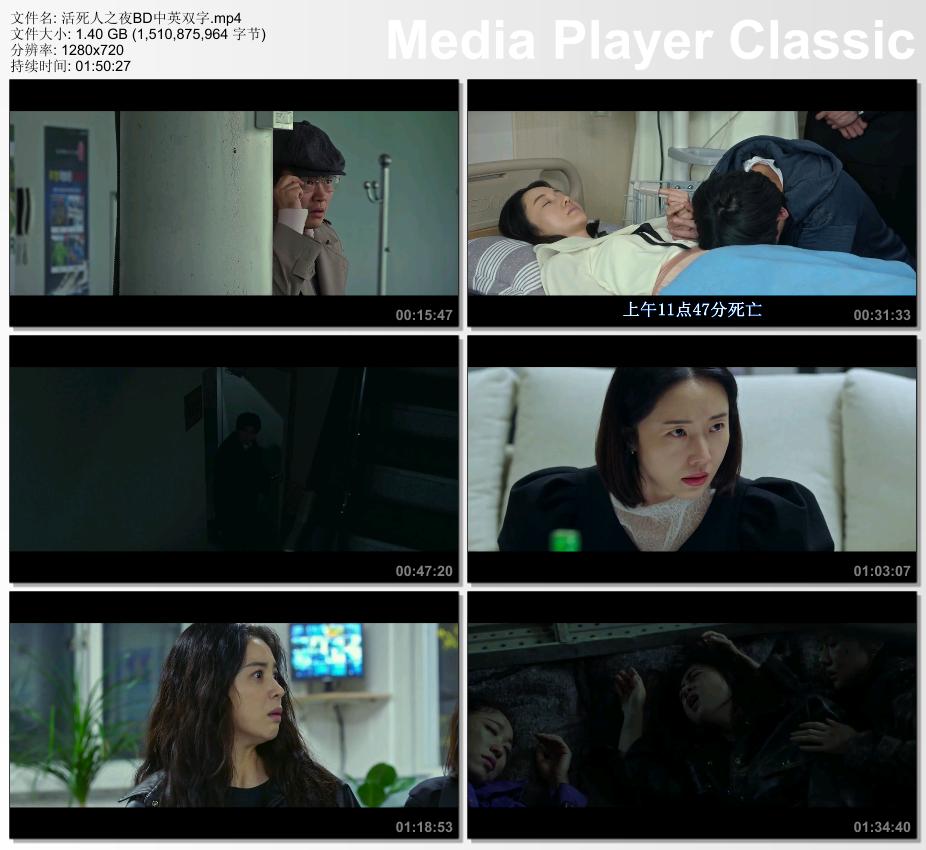 文件名: 活死人之夜BD中英双字.mp4
Media Player Classic
文件大小: 1.40 GB (1,510,875,964 字节)
分辨率: 1280x720
持续时间: 01:50:27
00:15:47
上午11点47分死亡
00:31:33
00:47:20
01:03:07
01:18:53
01:34:40